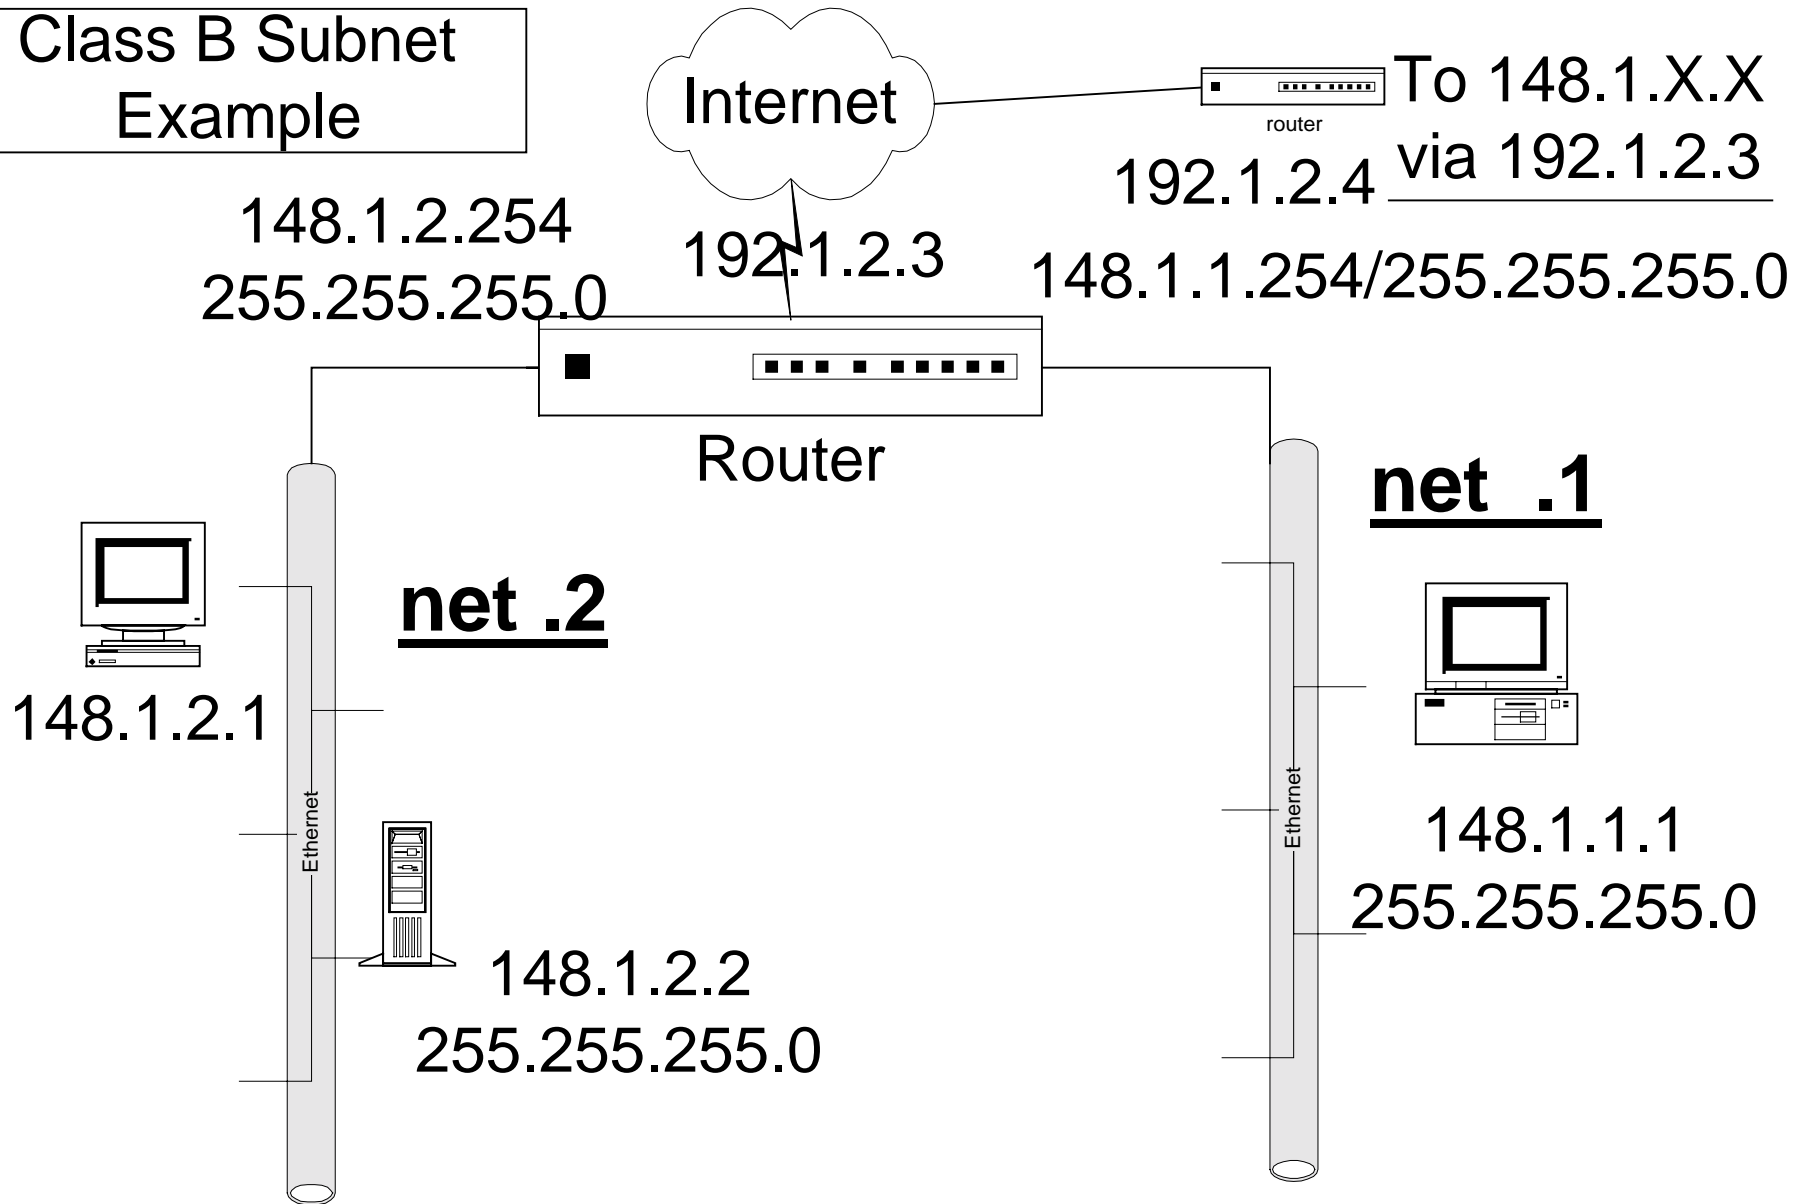 Class B Subnet
Example
Internet
To 148.1.X.X
via 192.1.2.3
router
192.1.2.4
148.1.2.254
255.255.255.0
192.1.2.3
148.1.1.254/255.255.255.0
Router
net .1
net .2
148.1.2.1
Ethernet
Ethernet
148.1.1.1
255.255.255.0
148.1.2.2
255.255.255.0